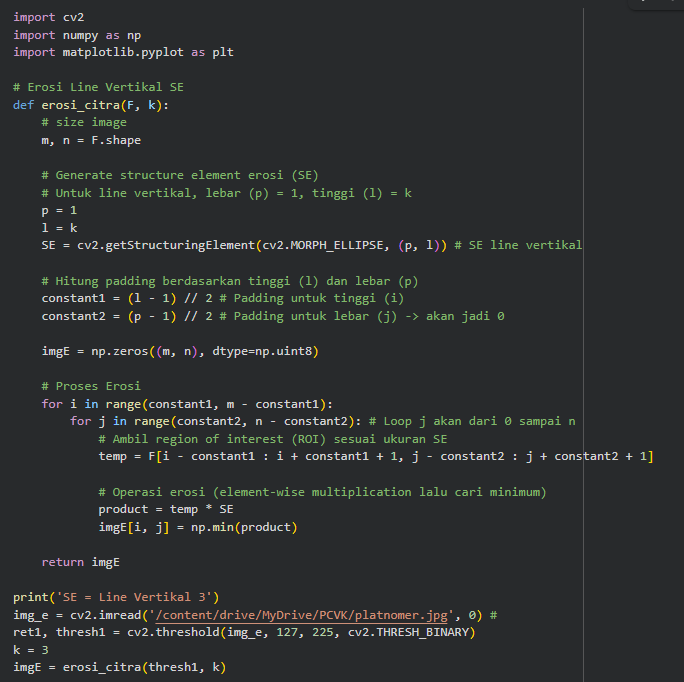 import cv2
import numpy as np
import matplotlib.pyplot as plt
# Erosi Line Vertikal SE
def erosi_citra(F, k):
# size image
m, n = F.shape
# Generate structure element erosi (SE)
# Untuk line vertikal, lebar (p) = 1, tinggi (l) = k
p = 1
l = k
SE = cv2.getStructuringElement(cv2.MORPH_ELLIPSE, (p, l)) # SE line vertikal
# Hitung padding berdasarkan tinggi (l) dan lebar (p)
constant1 = (l - 1) // 2 # Padding untuk tinggi (i)
constant2 = (p - 1) // 2 # Padding untuk lebar (j) -> akan jadi 0
imgE = np.zeros((m, n), dtype=np.uint8)
# Proses Erosi
for i in range(constant1, m - constant1):
for j in range(constant2, n - constant2): # Loop j akan dari 0 sampai n
# Ambil region of interest (ROI) sesuai ukuran SE
temp = F[i - constant1 : i + constant1 + 1, j - constant2 : j + constant2 + 1]
# Operasi erosi (element-wise multiplication lalu cari minimum)
product = temp * SE
imgE[i, j] = np.min(product)
return imgE
print('SE = Line Vertikal 3')
img_e = cv2.imread('/content/drive/MyDrive/PCVK/platnomer.jpg', 0) #
ret1, thresh1 = cv2.threshold(img_e, 127, 225, cv2.THRESH_BINARY)
k = 3
imgE = erosi_citra(thresh1, k)